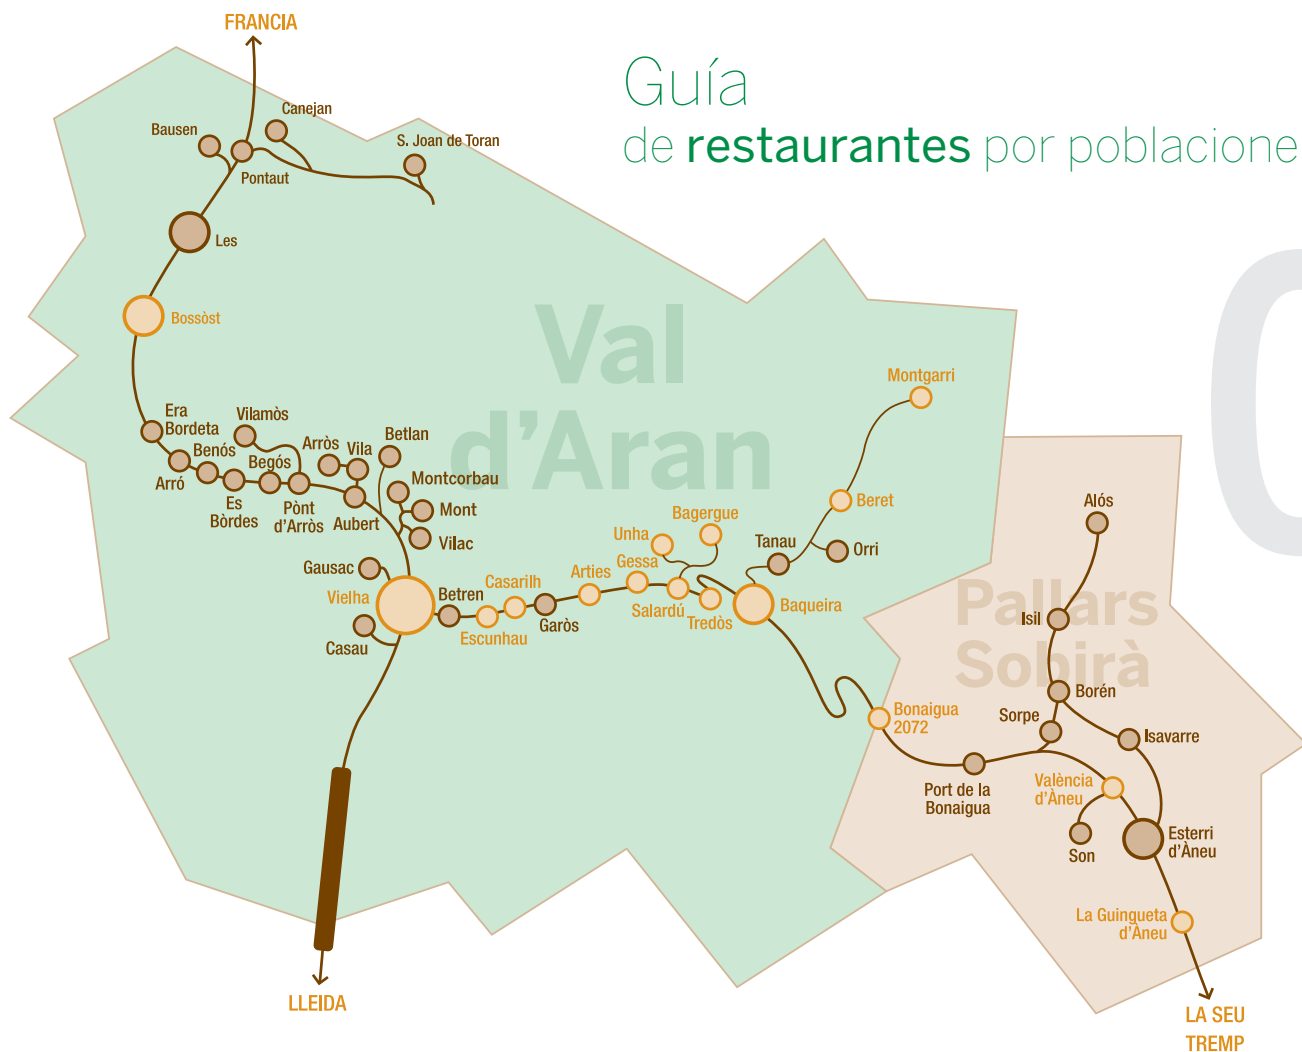 FRANCIA
Guía
de restaurantes por poblacione
Canejan
Bausen
S. Joan de Toran
Pontaut
Les
Bossòst
Val
d'Aran
Montgarri
Era
Bordeta
Vilamòs
Arròs
Vila
Betlan
Benós
Begós
Montcorbau
Arró
Es
Bòrdes
Pònt
d'Arròs
Aubert
Mont
Vilac
Beret
Alós
Bagergue
Unha
Tanau
Orri
Gausac
Gessa
Arties
Casarilh
Vielha
Betren
Salardú
Tredòs
Baqueira
Garòs
Escunhau
Casau
Pallars
Sobirà
Isil
Borén
Bonaigua
2072
Sorpe
Isavarre
Port de la
Bonaigua
València
d'Àneu
Son
Esterri
d'Àneu
La Guingueta
d'Àneu
LLEIDA
LA SEU
TREMP